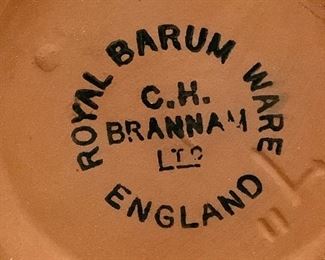 ROYAL BARUM WARE
C.H.
BRANNAM
LTD
ENGLAND